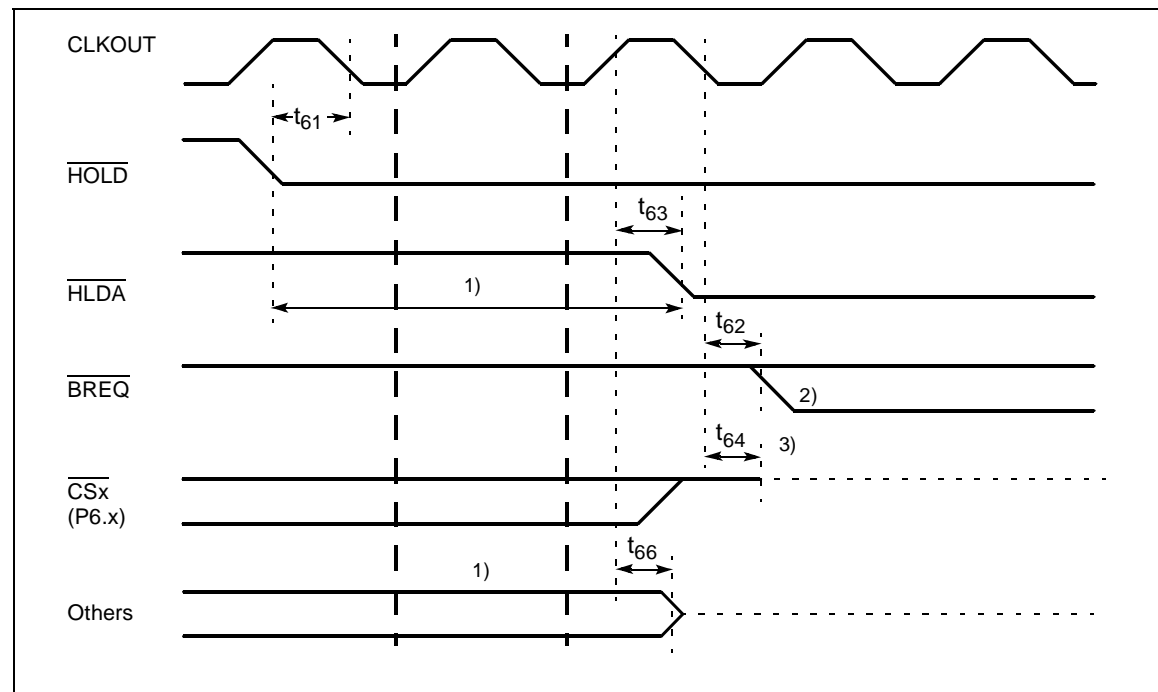 CLKOUT
t61
HOLD
t63
HLDA
1)
t62
BREQ
2)
t64
3)
CSx
(P6.x)
t66
1)
Others